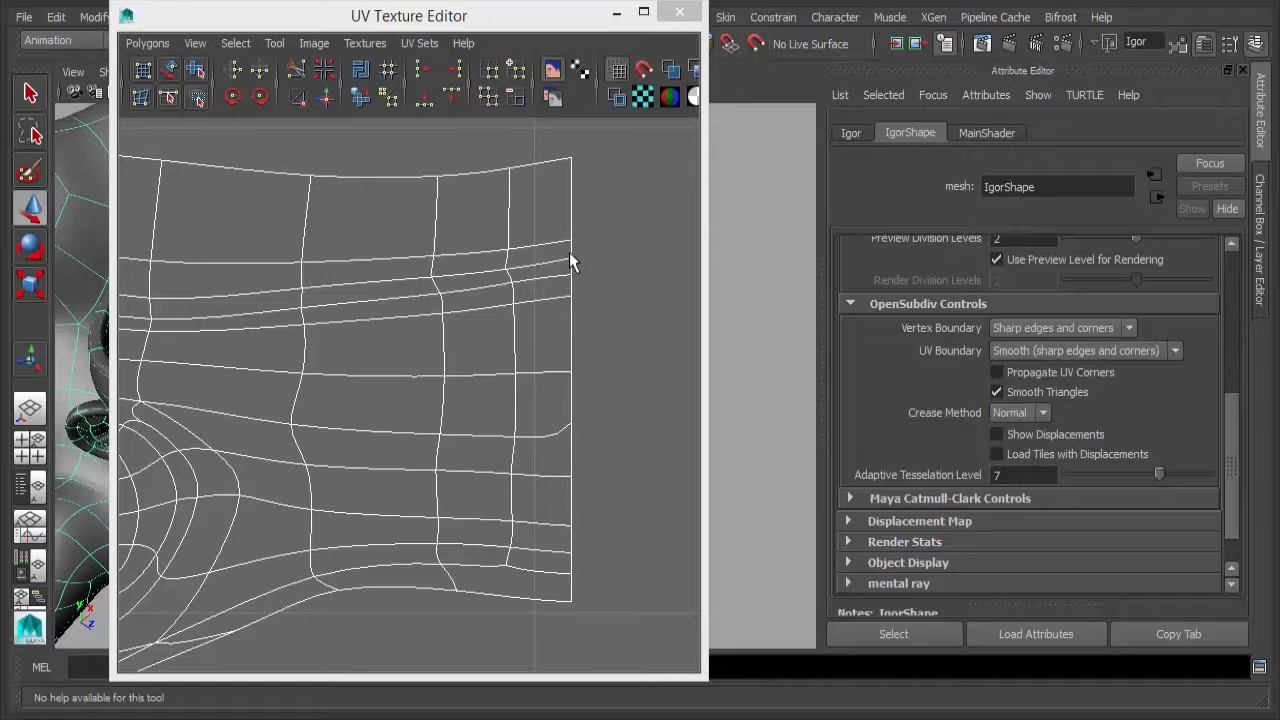 File Edit Modif
UV Texture Editor
Skin Constrain Character Muscle XGen Pipeline Cache Bifrost Help
Animation
No Live Surface
Igor
Polygons View Select Tool Image Textures UV Sets Help
View
Attribute Editor
List Selected Focus Attributes Show TURTLE Help
Igor IgorShape MainShader
mesh: IgorShape
Focus
Presets
Show Hide
Preview Division Levels 2
Use Preview Level for Rendering
Render Division Levels 2
OpenSubdiv Controls
Vertex Boundary Sharp edges and corners
UV Boundary Smooth (sharp edges and corners)
Propagate UV Corners
Smooth Triangles
Crease Method Normal
Show Displacements
Load Tiles with Displacements
Adaptive Tesselation Level 7
Maya Catmull-Clark Controls
Displacement Map
Render Stats
Object Display
mental ray
Notes: IgorShape
Select Load Attributes Copy Tab
Attribute Editor
Channel Box / Layer Editor
x
z
MAYA
MEL
No help available for this tool